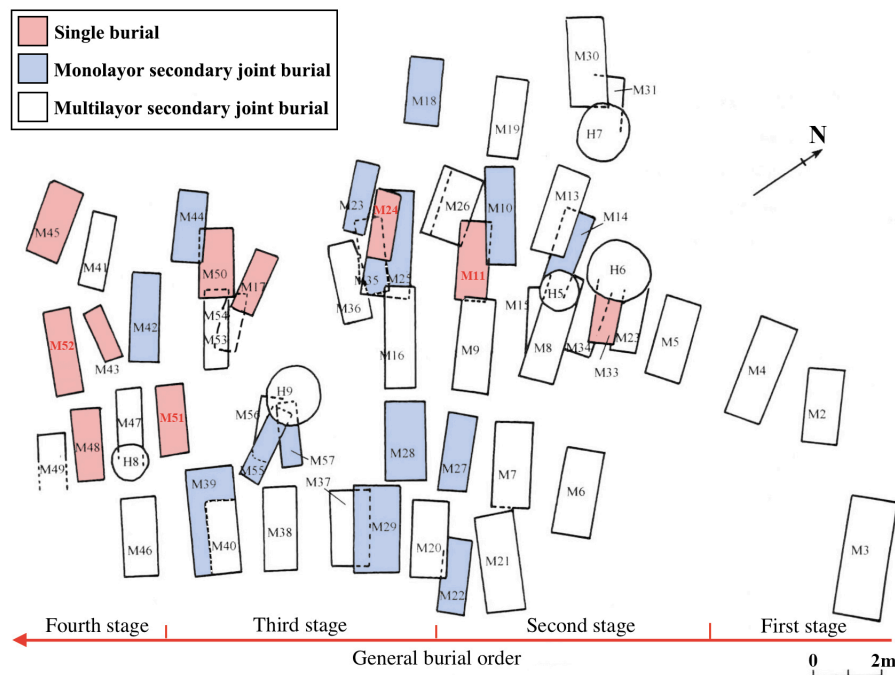 Single burial
Monolayor secondary joint burial
Multilayor secondary joint burial
M30
M31
M18
M19
H7
N
M45
M44
M23
M24
M26
M10
M13
M14
M41
M50
M17
M35
M25
M11
H6
M42
M54
M36
M15
H5
M52
M43
M53
M16
M9
M8
M34
M23
M5
M33
M4
M2
H9
M47
M51
M56
M48
M49
H8
M55
M57
M28
M27
M7
M6
M39
M37
M46
M40
M38
M29
M20
M21
M22
M3
Fourth stage
Third stage
Second stage
First stage
General burial order
0 2m